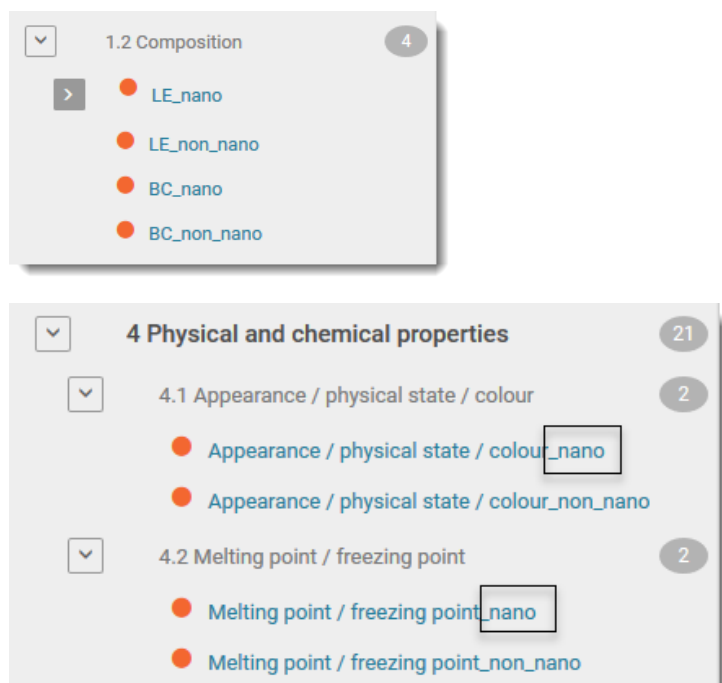 1.2 Composition 4
LE_nano
LE_non_nano
BC_nano
BC_non_nano
4 Physical and chemical properties 21
4.1 Appearance / physical state / colour 2
Appearance / physical state / colour_nano
Appearance / physical state / colour_non_nano
4.2 Melting point / freezing point 2
Melting point / freezing point_nano
Melting point / freezing point_non_nano